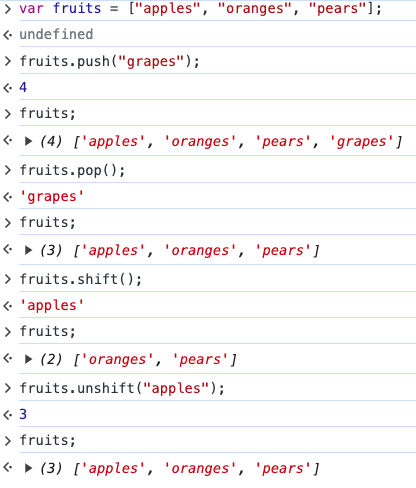 > var fruits = ["apples", "oranges", "pears"];
<· undefined
> fruits.push("grapes");
<· 4
> fruits;
<· ▶ (4) ['apples', 'oranges', 'pears', 'grapes']
> fruits.pop();
<· 'grapes'
> fruits;
<· ▶ (3) ['apples', 'oranges', 'pears']
> fruits.shift();
<· 'apples'
> fruits;
<· ▶ (2) ['oranges', 'pears']
> fruits.unshift("apples");
<· 3
> fruits;
<· ▶ (3) ['apples', 'oranges', 'pears']